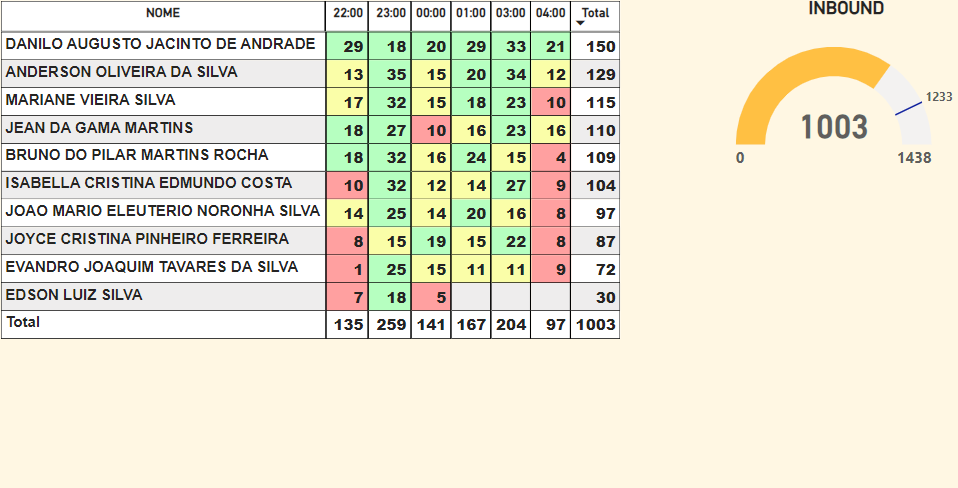 NOME 22:00 23:00 00:00 01:00 03:00 04:00 Total
DANILO AUGUSTO JACINTO DE ANDRADE 29 18 20 29 33 21 150
ANDERSON OLIVEIRA DA SILVA 13 35 15 20 34 12 129
MARIANE VIEIRA SILVA 17 32 15 18 23 10 115
JEAN DA GAMA MARTINS 18 27 10 16 23 16 110
BRUNO DO PILAR MARTINS ROCHA 18 32 16 24 15 4 109
ISABELLA CRISTINA EDMUNDO COSTA 10 32 12 14 27 9 104
JOAO MARIO ELEUTERIO NORONHA SILVA 14 25 14 20 16 8 97
JOYCE CRISTINA PINHEIRO FERREIRA 8 15 19 15 22 8 87
EVANDRO JOAQUIM TAVARES DA SILVA 1 25 15 11 11 9 72
EDSON LUIZ SILVA 7 18 5 30
Total 135 259 141 167 204 97 1003
INBOUND
1233
1003
0 1438